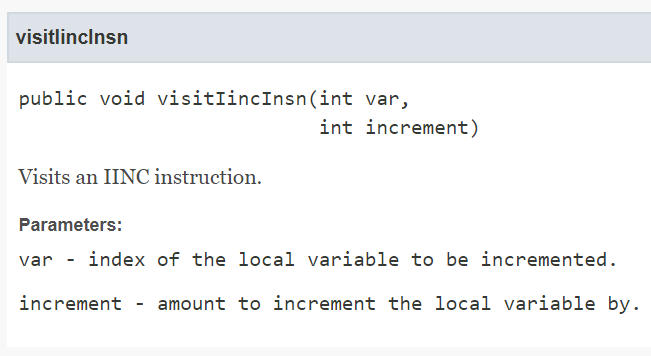 visitIincInsn
public void visitIincInsn(int var,
int increment)
Visits an IINC instruction.
Parameters:
var - index of the local variable to be incremented.
increment - amount to increment the local variable by.